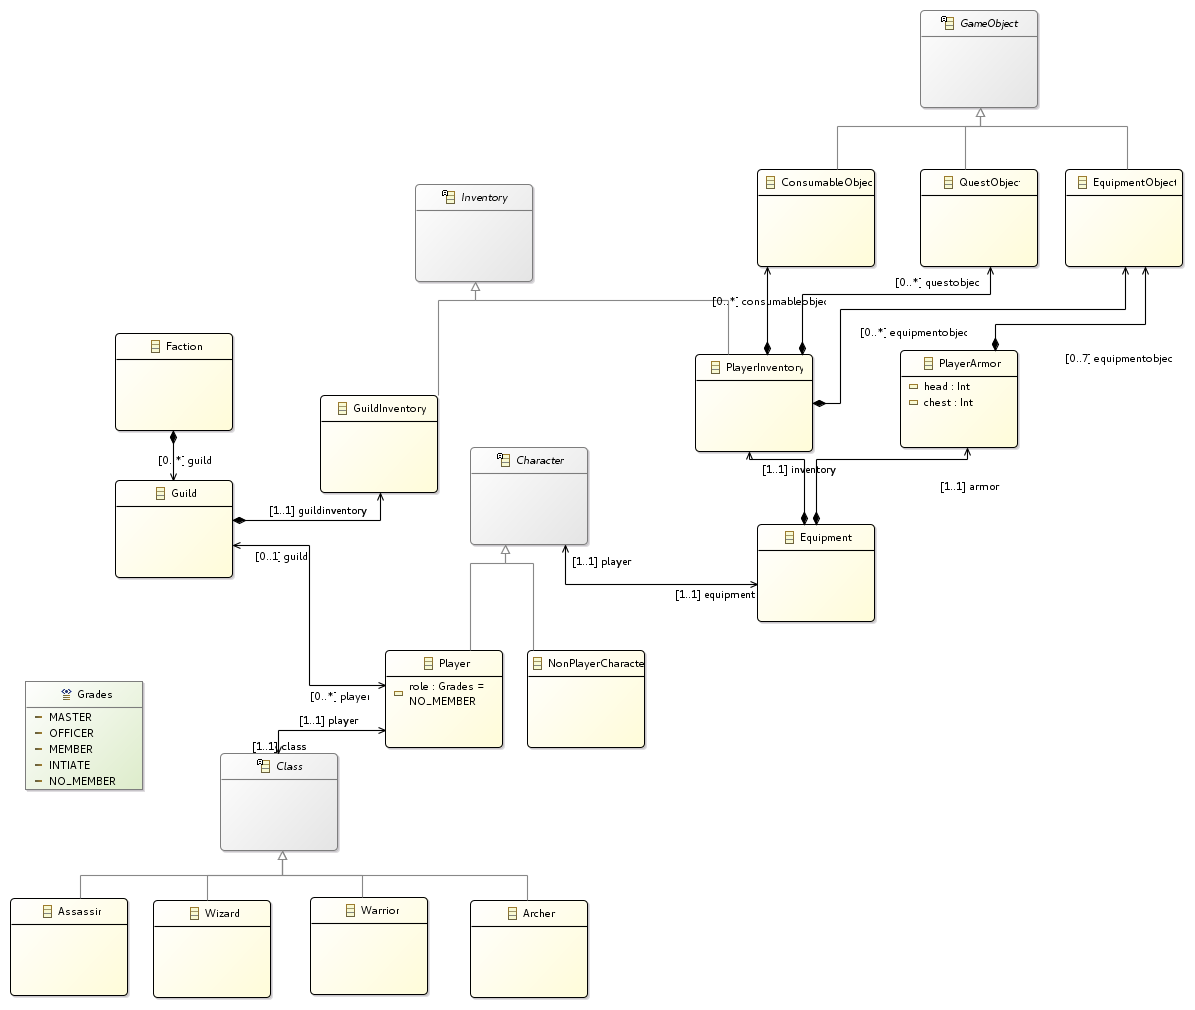 GameObject
ConsumableObjec
QuestObjec
EquipmentObject
Inventory
[0..*] questobjec
[0..*] consumableobjec
[0..*] equipmentobjec
[0..7] equipmentobjec
Faction
PlayerInventory
PlayerArmor
head : Int
chest : Int
GuildInventory
[0..*] guild
Character
[1..1] inventory
[1..1] armor
Guild
[1..1] guildinventory
Equipment
[0..1] guild
[1..1] player
[1..1] equipment
Player
role : Grades =
NO_MEMBER
NonPlayerCharacte
[0..*] player
[1..1] player
[1..1] class
Grades
MASTER
OFFICER
MEMBER
INTIATE
NO_MEMBER
Class
Assassin
Wizard
Warrior
Archer